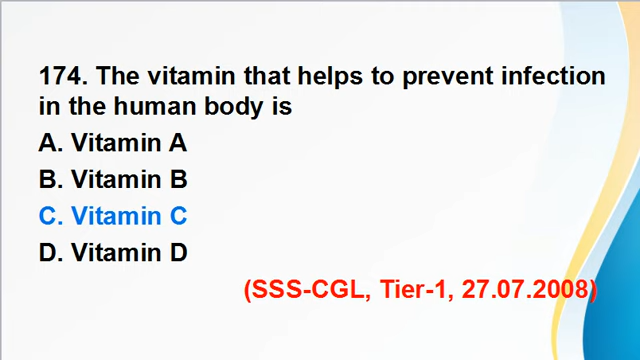 174. The vitamin that helps to prevent infection
in the human body is
A. Vitamin A
B. Vitamin B
C. Vitamin C
D. Vitamin D
(SSS-CGL, Tier-1, 27.07.2008)